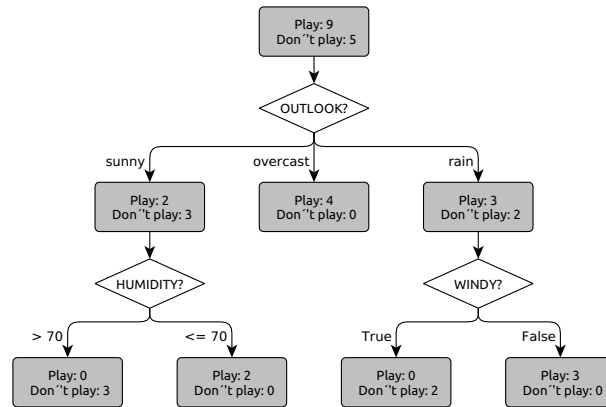 Play: 9
Don´'t play: 5
OUTLOOK?
sunny
overcast
rain
Play: 2
Don´'t play: 3
Play: 4
Don´'t play: 0
Play: 3
Don´'t play: 2
HUMIDITY?
WINDY?
> 70
<= 70
True
False
Play: 0
Don´'t play: 3
Play: 2
Don´'t play: 0
Play: 0
Don´'t play: 2
Play: 3
Don´'t play: 0